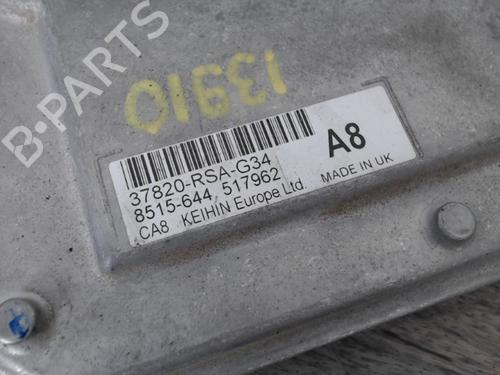 B-PARTS
13910
37820-RSA-G34
A8
8515-644, 517962
CA8 KEIHIN Europe Ltd.
MADE IN UK